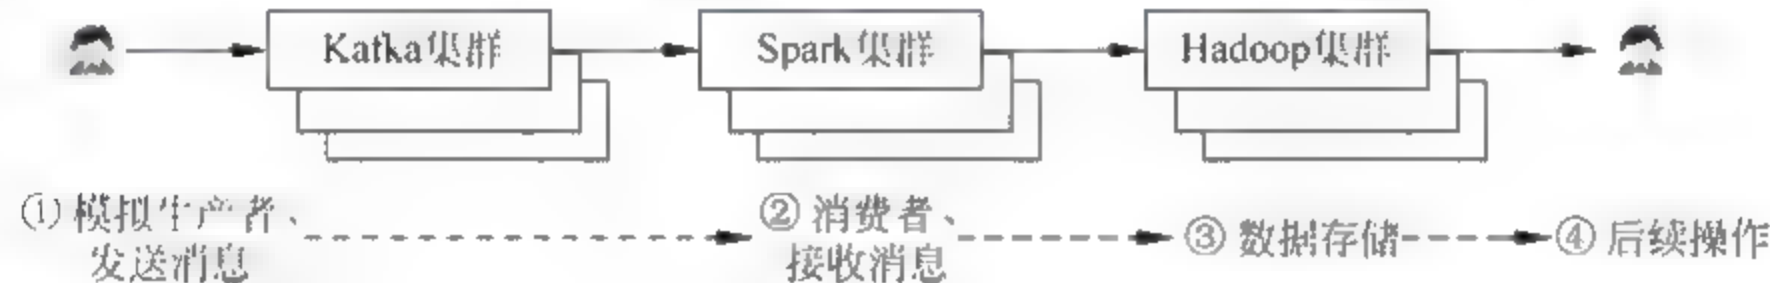 Kafka集群
Spark集群
Hadoop集群
① 模拟生产者、
发送消息
② 消费者、
接收消息
③ 数据存储
④ 后续操作